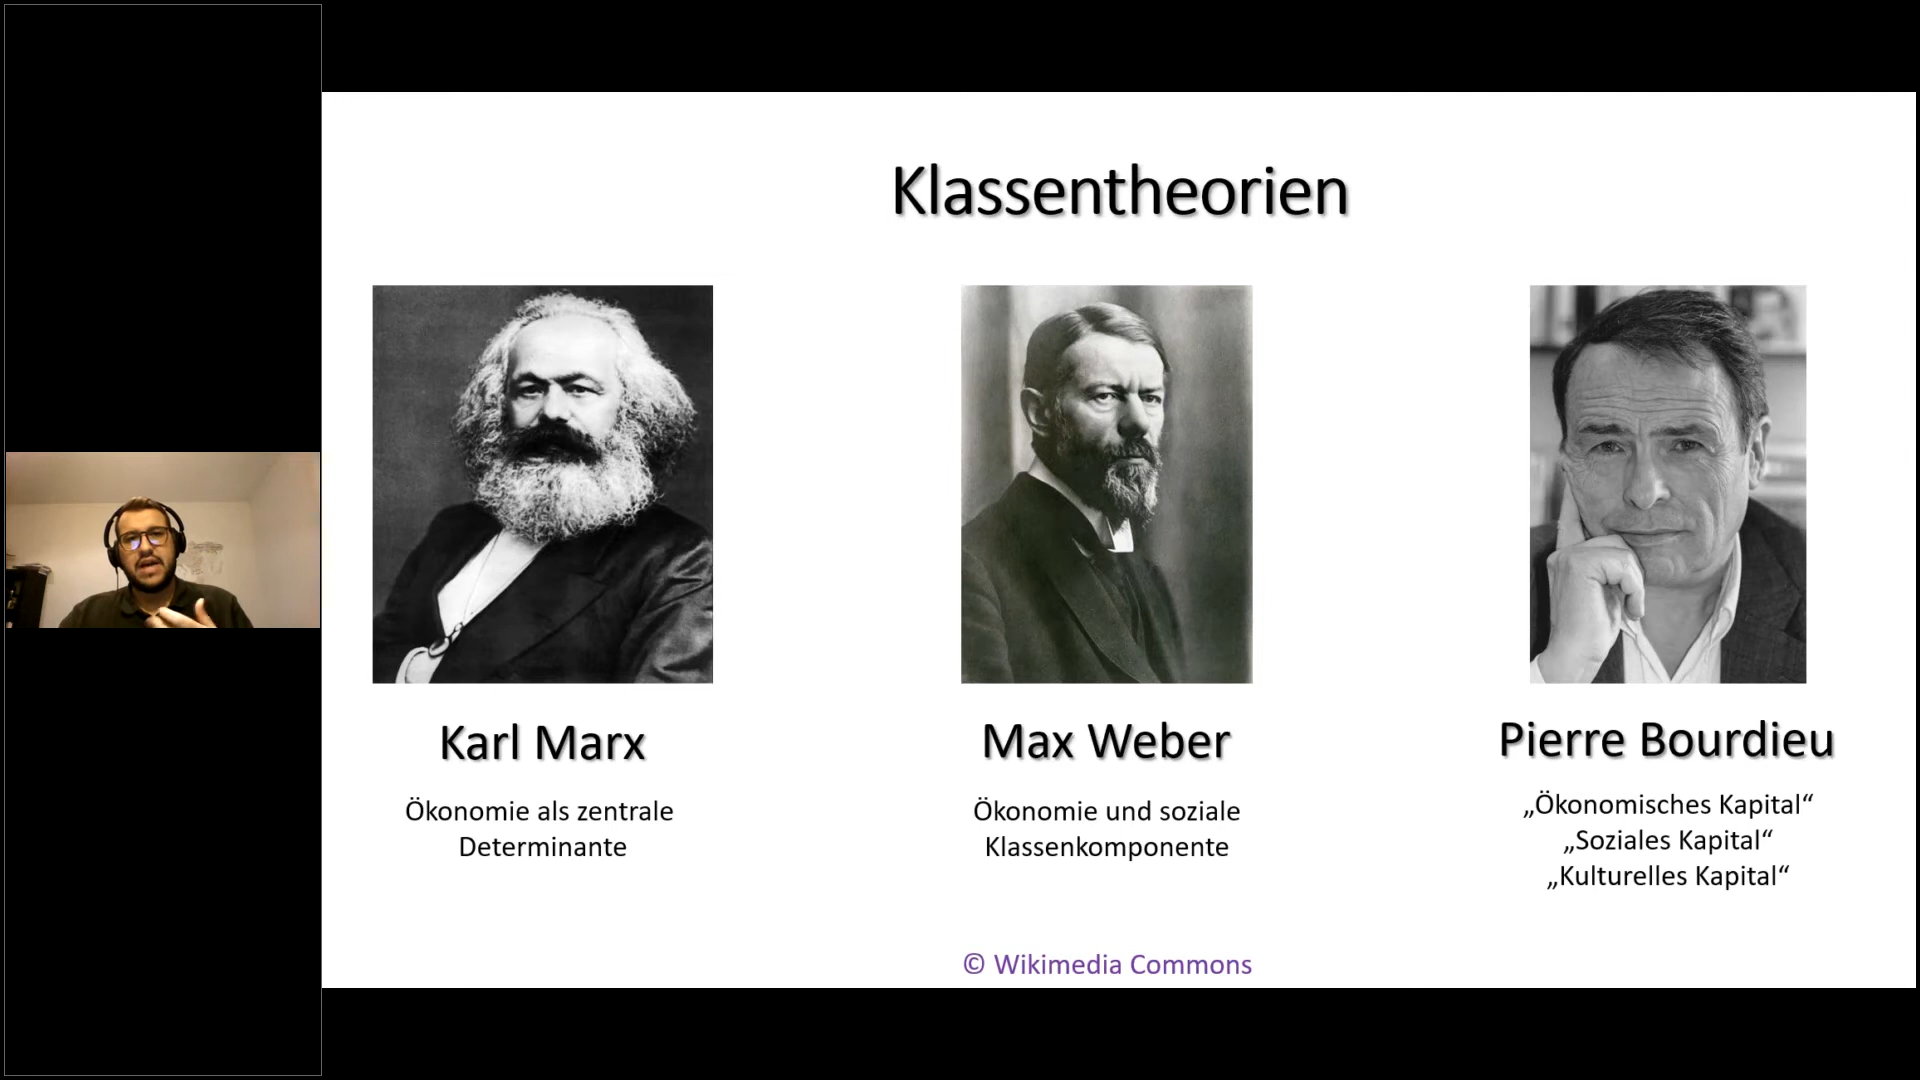 Klassentheorien
Karl Marx
Ökonomie als zentrale
Determinante
Max Weber
Ökonomie und soziale
Klassenkomponente
Pierre Bourdieu
„Ökonomisches Kapital“
„Soziales Kapital“
„Kulturelles Kapital“
© Wikimedia Commons